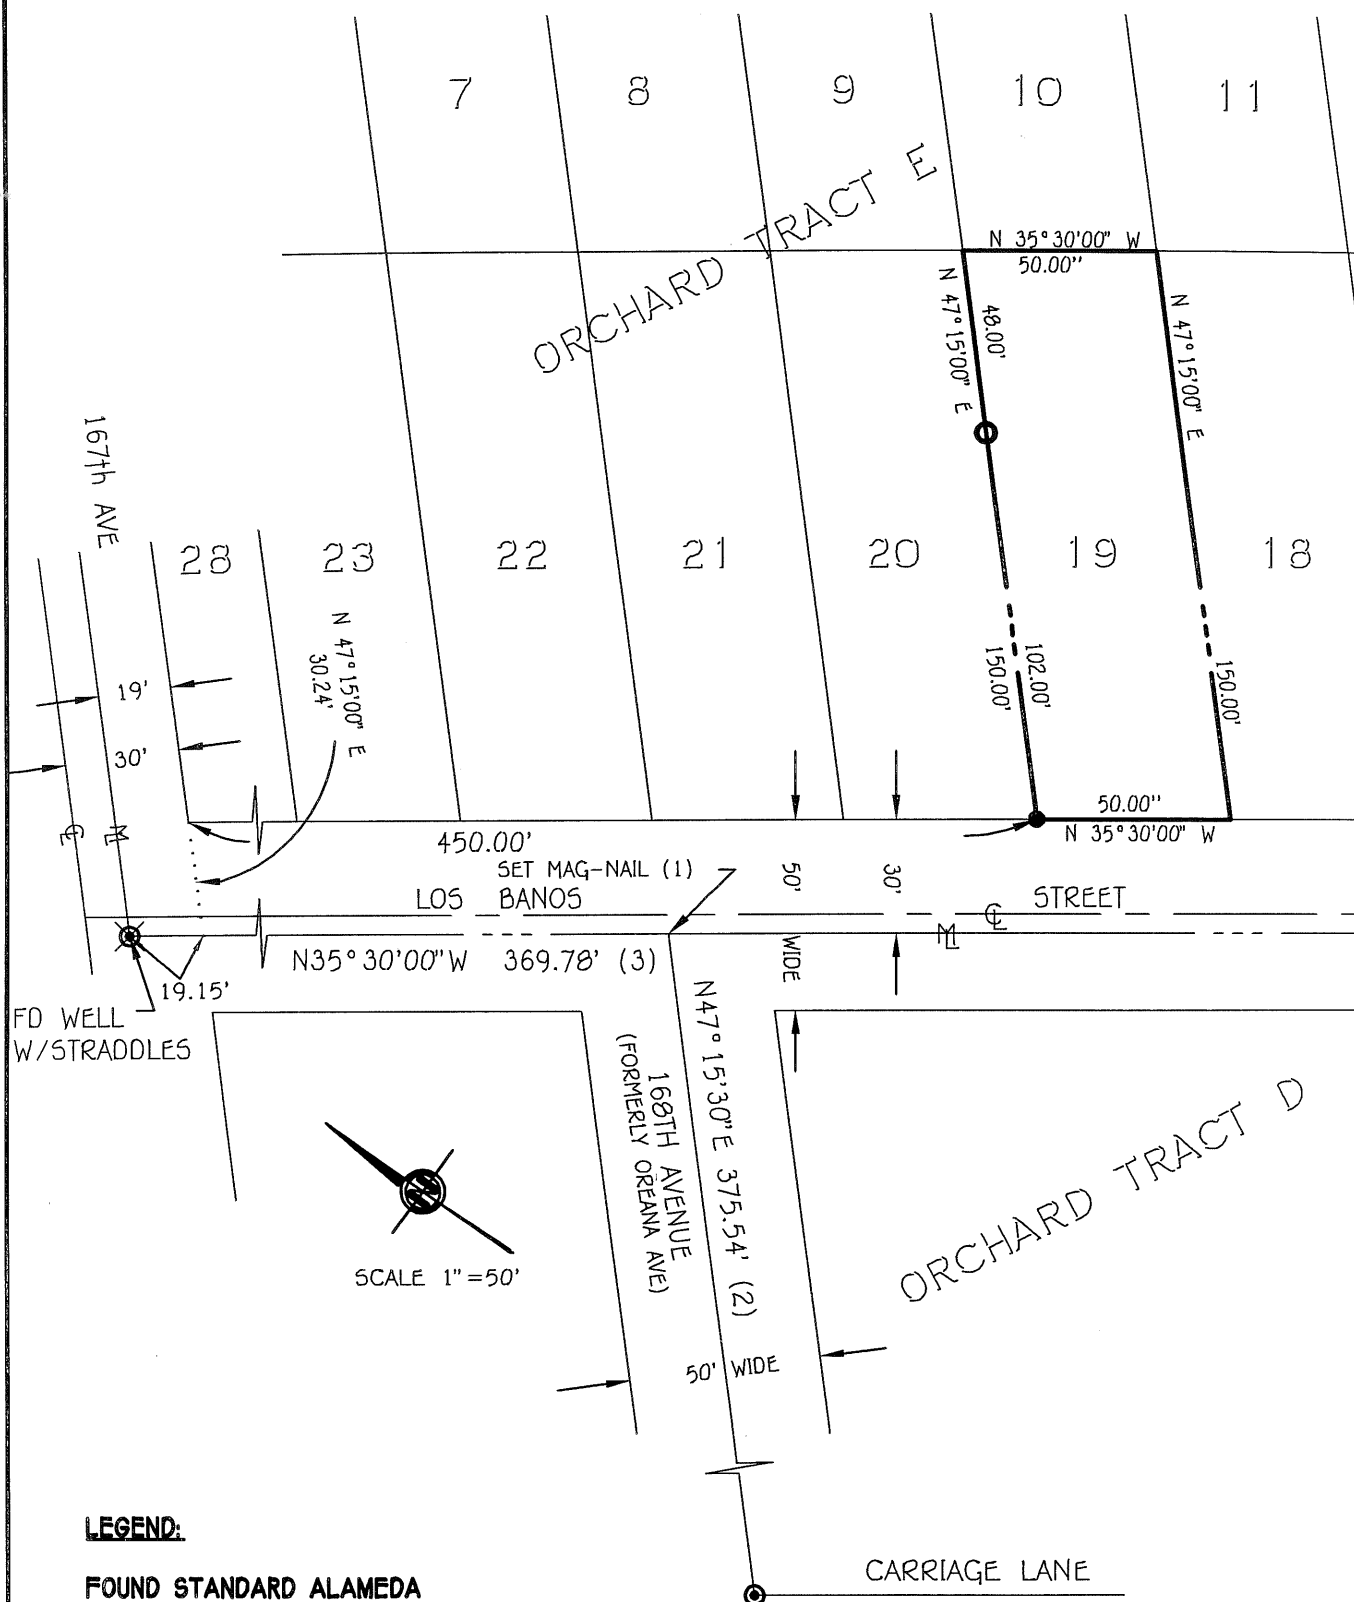 7 8 9 10 11
ORCHARD TRACT E
N 35°30'00" W
50.00"
N 47°15'00" E
48.00'
N 47°15'00" E
167th AVE
28 23 22 21 20 19 18
N 47°15'00" E
30.24'
19'
30'
150.00'
102.00'
150.00'
50.00"
N 35°30'00" W
450.00'
SET MAG-NAIL (1)
50'
WIDE
30'
LOS BANOS STREET
CL ML
ML CL
N35°30'00"W 369.78' (3)
19.15'
FD WELL
W/STRADDLES
168TH AVENUE
(FORMERLY OREANA AVE)
N47°15'30"E 375.54' (2)
ORCHARD TRACT D
SCALE 1"=50'
50' WIDE
LEGEND:
FOUND STANDARD ALAMEDA
CARRIAGE LANE